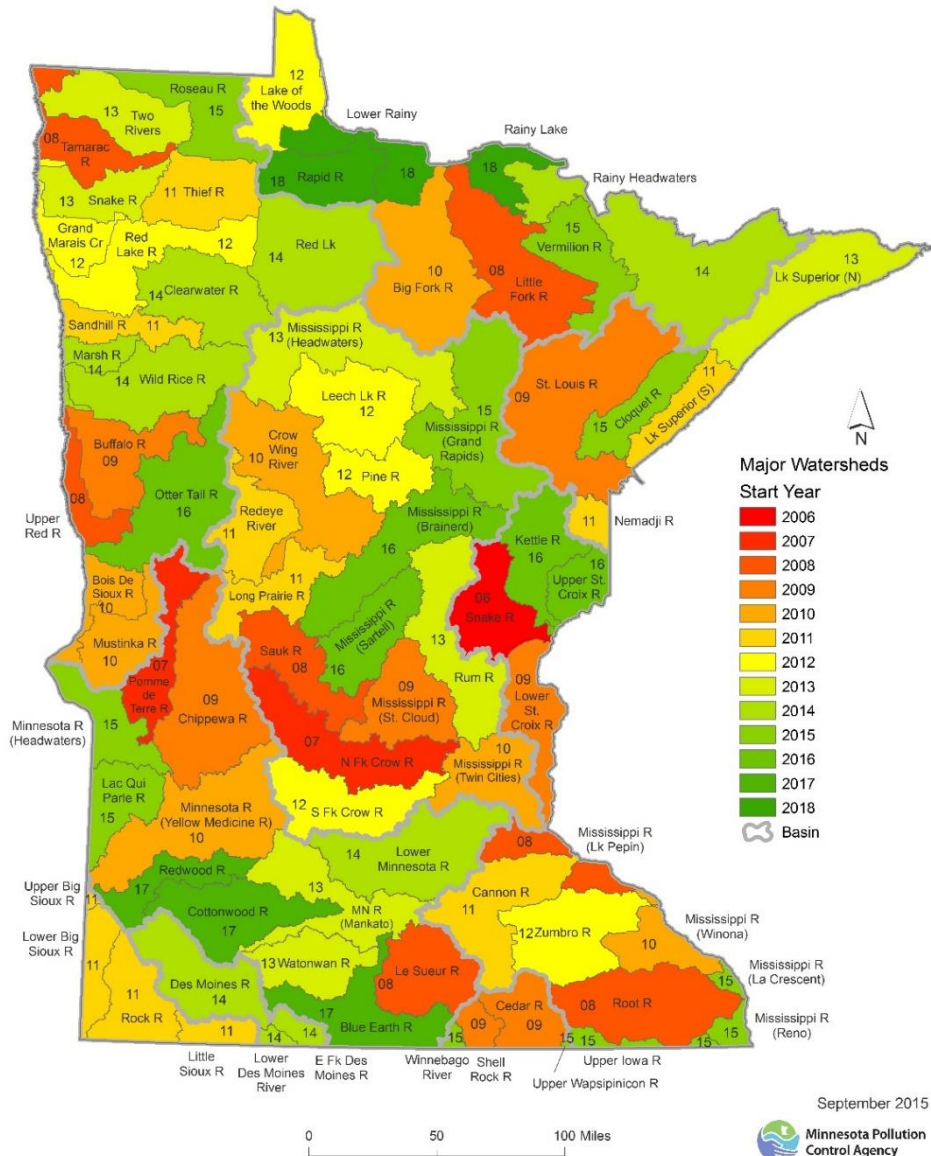 12
Lake
of the Woods
Roseau R
15
13
Two
Rivers
Lower Rainy
Rainy Lake
Rainy Headwaters
08
Tamarac
R
18
Rapid R
18
18
11
Thief R
13
Snake R
15
Vermilion R
Grand
Marais Cr
12
Red
Lake R
12
14
Red Lk
10
Big Fork R
08
Little
Fork R
14
13
Lk Superior (N)
14
Clearwater R
Sandhill R
11
13
Mississippi R
(Headwaters)
Marsh R
14
14
Wild Rice R
Leech Lk R
12
15
Mississippi R
(Grand
Rapids)
St. Louis R
09
15
Cloquet R
11
Lk Superior (S)
N
Buffalo R
09
08
Upper
Red R
Otter Tail R
16
10
Crow
Wing
River
12
Pine R
Redeye
River
11
Mississippi R
(Brainerd)
16
11
Nemadji R
Kettle R
16
16
Upper St.
Croix R
Bois De
Sioux R
10
Mustinka R
10
11
Long Prairie R
Mississippi R
(Sartell)
16
13
Rum R
06
Snake R
07
Pomme
de
Terre R
09
Chippewa R
Sauk R
08
09
Mississippi R
(St. Cloud)
09
Lower
St.
Croix R
Minnesota R
(Headwaters)
15
07
N Fk Crow R
10
Mississippi R
(Twin Cities)
Lac Qui
Parle R
15
Minnesota R
(Yellow Medicine R)
10
12
S Fk Crow R
14
Lower
Minnesota R
08
Mississippi R
(Lk Pepin)
Redwood R
17
Cottonwood R
17
13
MN R
(Mankato)
Cannon R
11
12
Zumbro R
10
Mississippi R
(Winona)
Upper Big
Sioux R
11
Lower Big
Sioux R
11
11
Rock R
Des Moines R
14
13
Watonwan R
Le Sueur R
08
17
Blue Earth R
15
09
Cedar R
09
08
Root R
15
Mississippi R
(La Crescent)
15
Mississippi R
(Reno)
11
14
14
15
15
15
Little
Sioux R
Lower
Des Moines
River
E Fk Des
Moines R
Winnebago
River
Shell
Rock R
Upper Iowa R
Upper Wapsipinicon R
Major Watersheds
Start Year
2006
2007
2008
2009
2010
2011
2012
2013
2014
2015
2016
2017
2018
Basin
September 2015
0 50 100 Miles
Minnesota Pollution
Control Agency